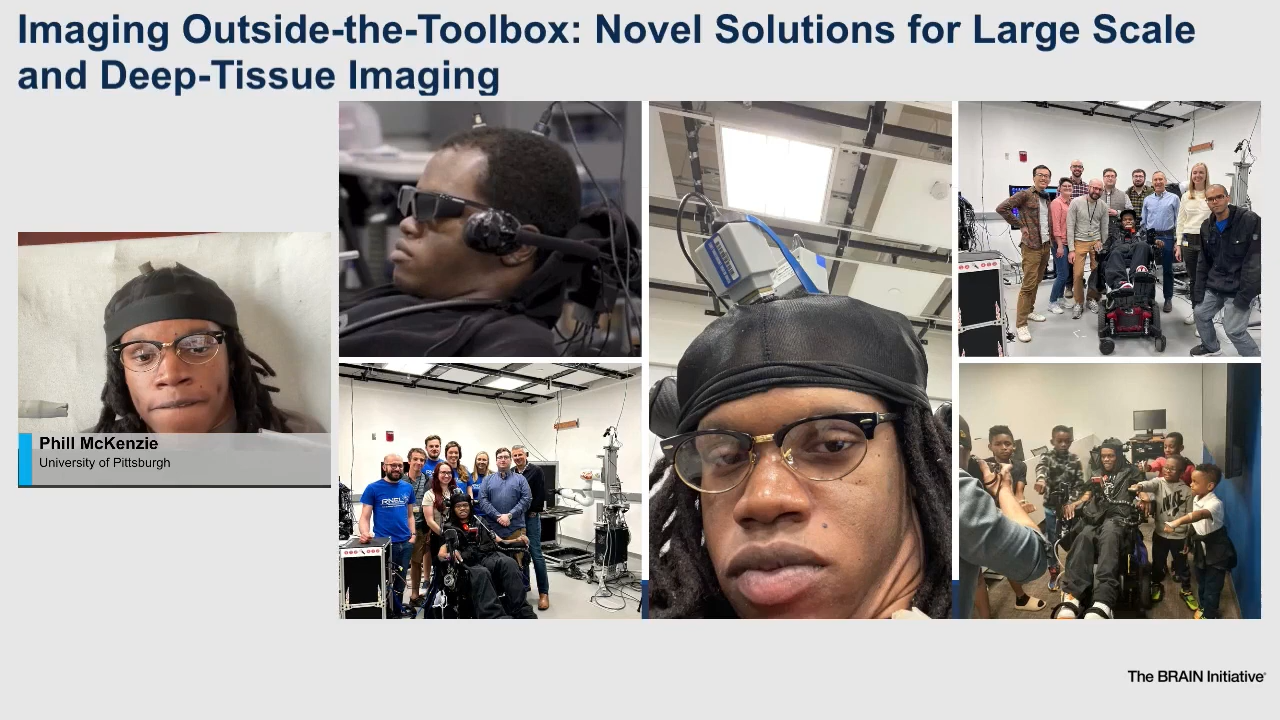 Imaging Outside-the-Toolbox: Novel Solutions for Large Scale
and Deep-Tissue Imaging
Phill McKenzie
University of Pittsburgh
RNEL
The BRAIN Initiative®